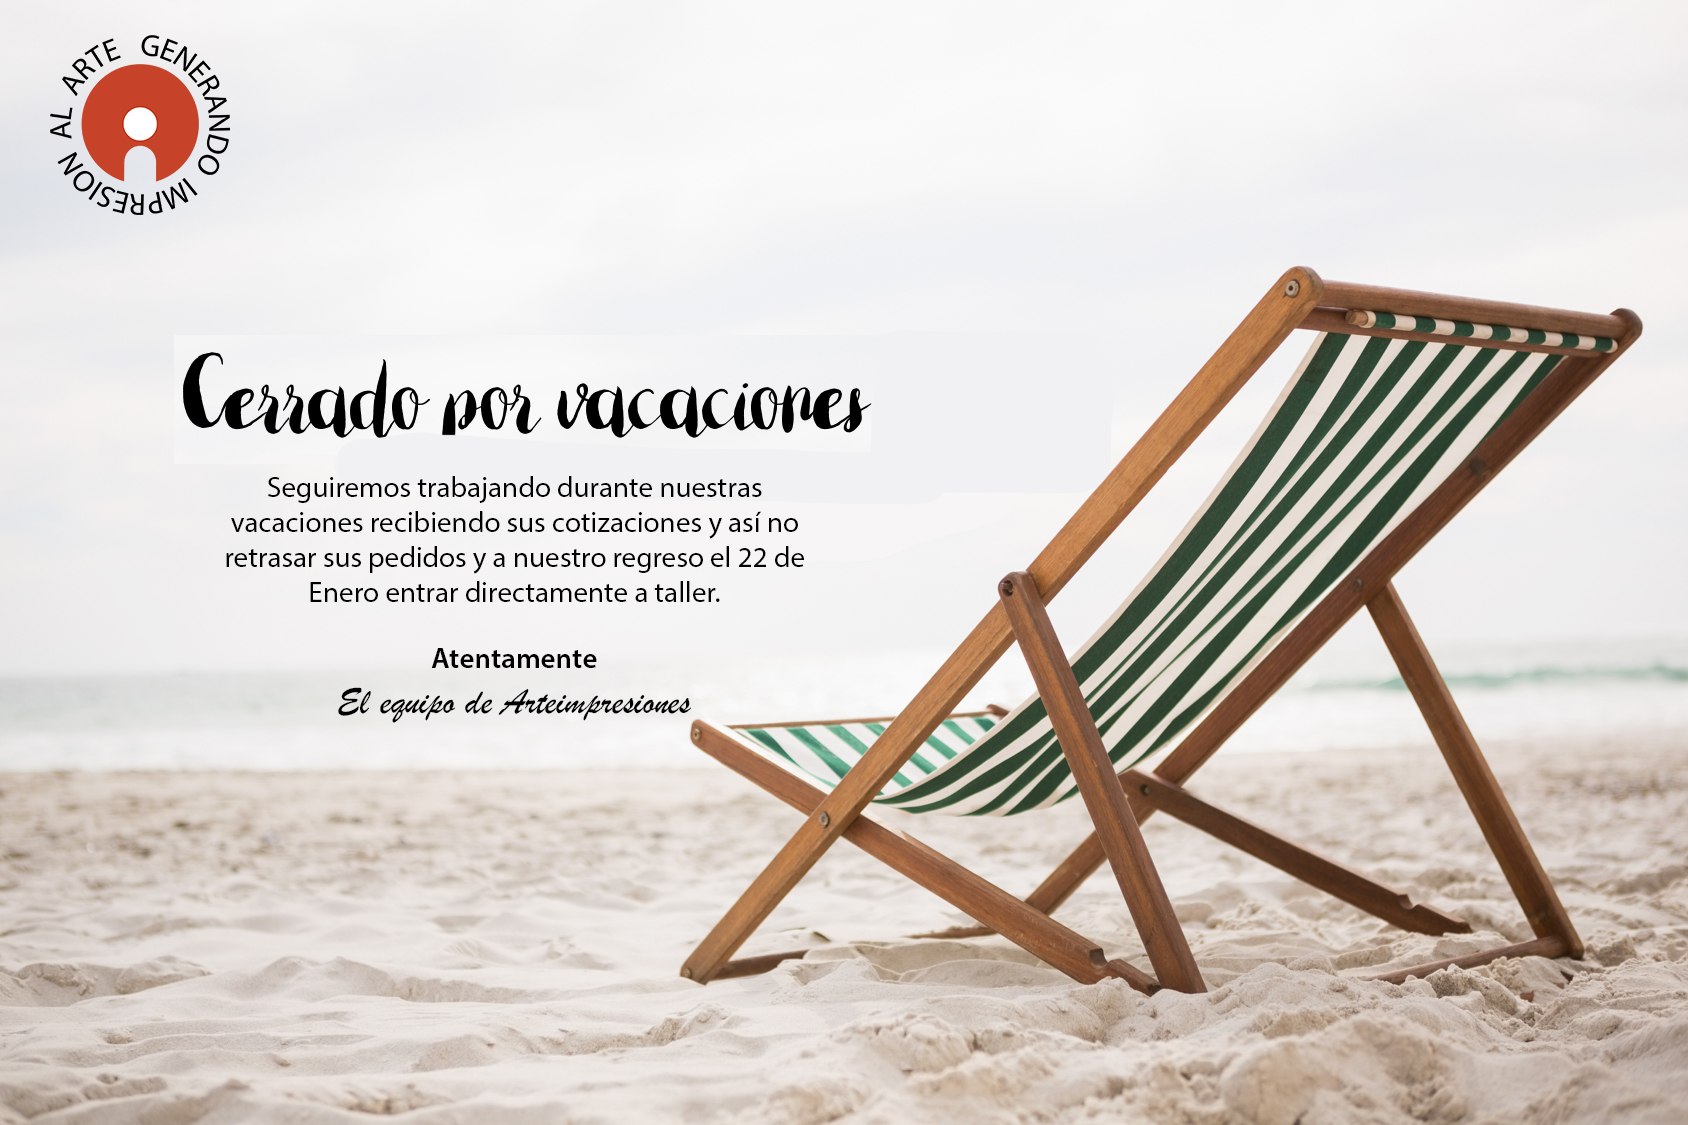 GENERANDO IMPRESION AL ARTE
Cerrado por vacaciones
Seguiremos trabajando durante nuestras
vacaciones recibiendo sus cotizaciones y así no
retrasar sus pedidos y a nuestro regreso el 22 de
Enero entrar directamente a taller.
Atentamente
El equipo de Arteimpresiones